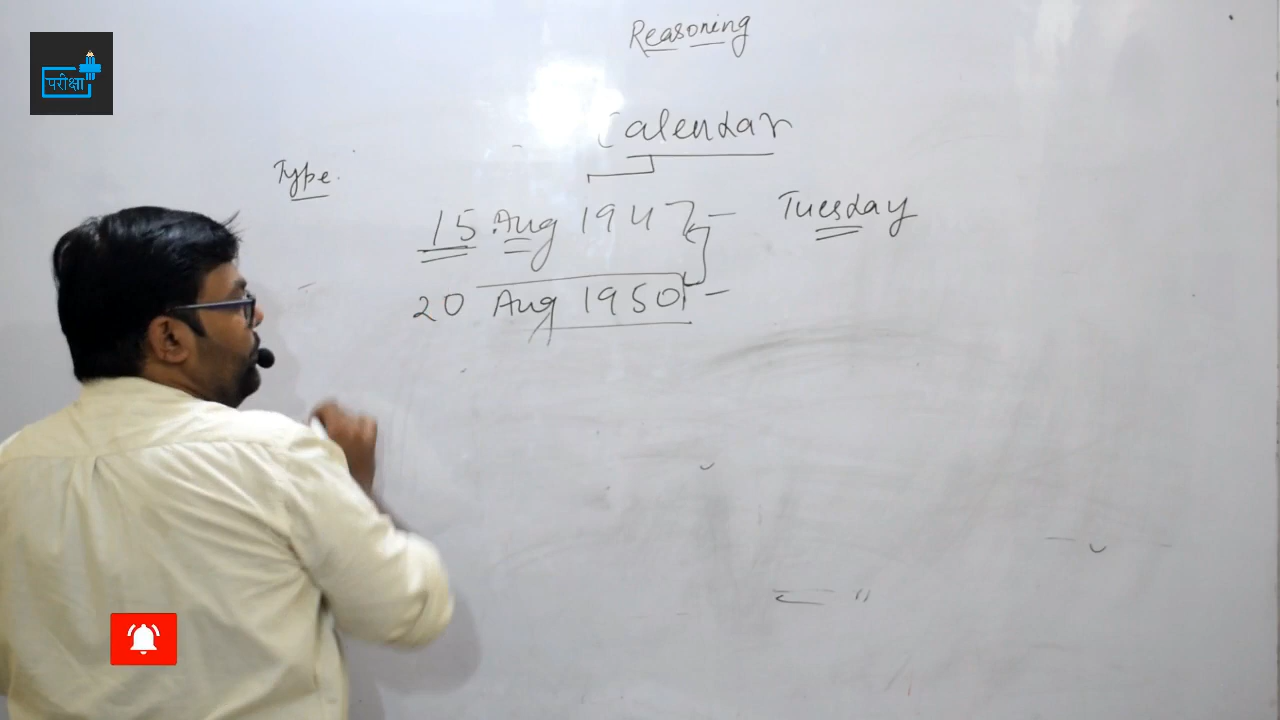 परीक्षा
Reasoning
Calendar
Type.
15 Aug 1947 - Tuesday
20 Aug 1950 -